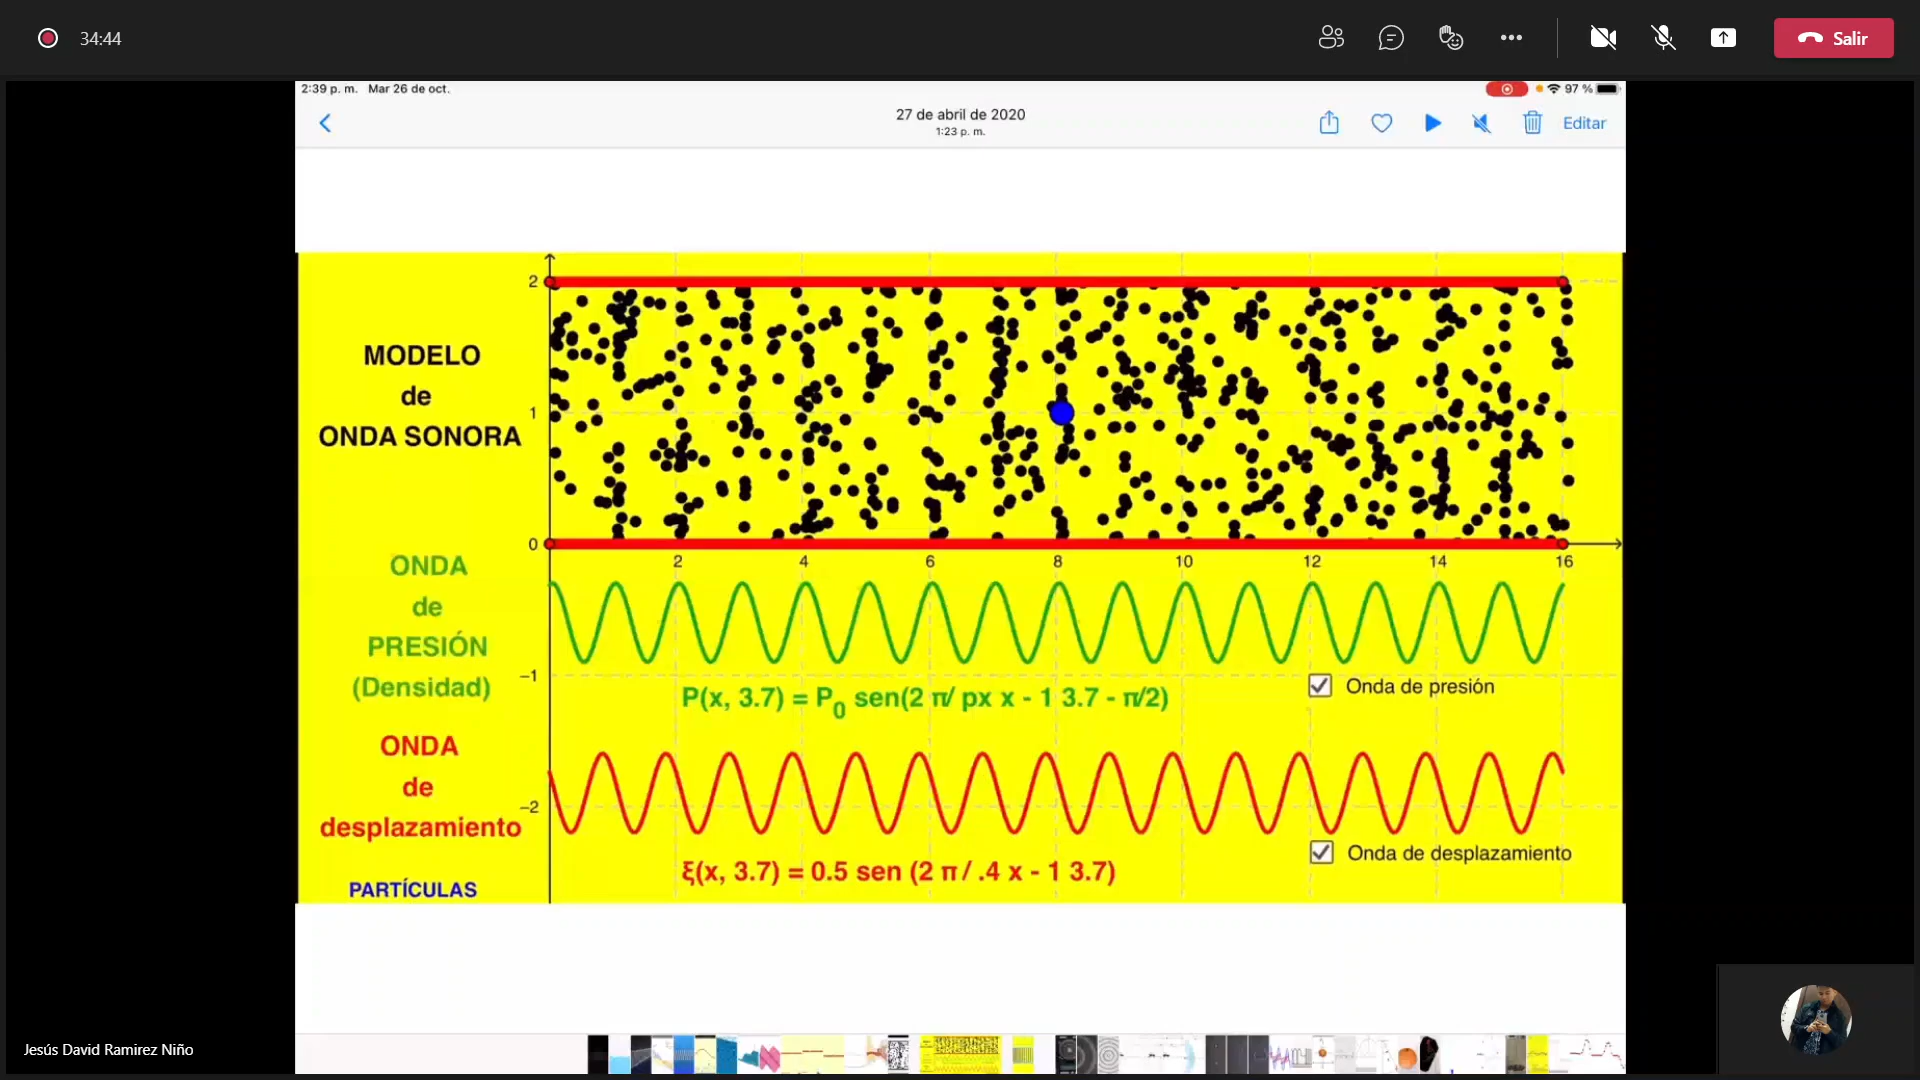 34:44
Salir
2:39 p. m. Mar 26 de oct.
97 %
27 de abril de 2020
1:23 p. m.
Editar
MODELO
de
ONDA SONORA
2
1
0
2 4 6 8 10 12 14 16
ONDA
de
PRESIÓN
(Densidad)
−1
P(x, 3.7) = P₀ sen(2 π/ px x - 1 3.7 - π/2)
Onda de presión
ONDA
de
desplazamiento
−2
ξ(x, 3.7) = 0.5 sen (2 π / .4 x - 1 3.7)
Onda de desplazamiento
PARTÍCULAS
Jesús David Ramirez Niño